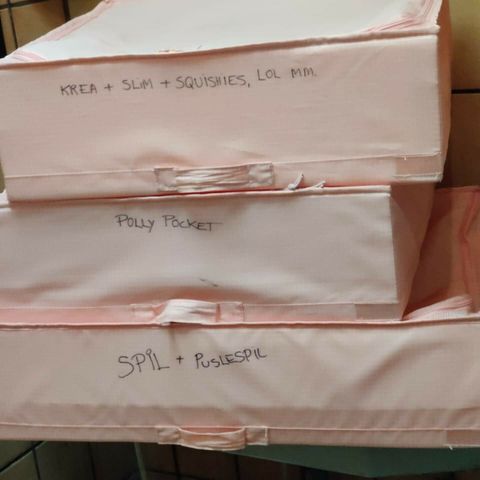 KREA + SLIM + SQUISHIES, LOL MM.
POLLY POCKET
SPIL + PUSLESPIL